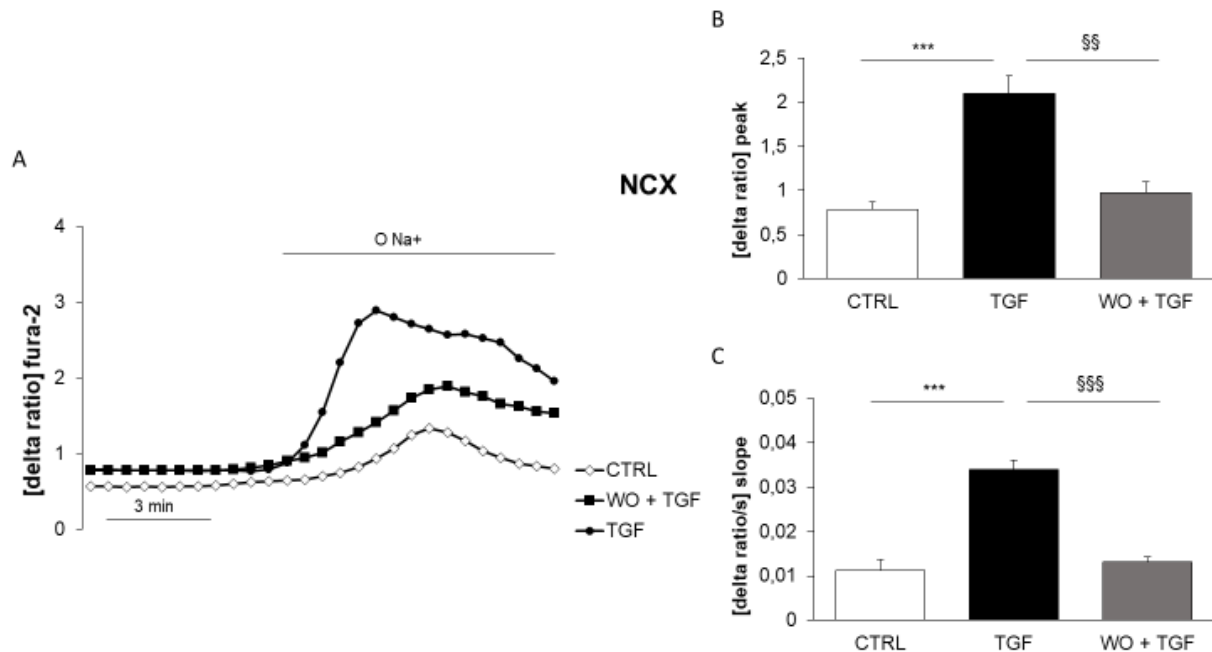 A
NCX
4
3
2
1
0
[delta ratio] fura-2
O Na+
3 min
CTRL
WO + TGF
TGF
B
2,5
2
1,5
1
0,5
0
[delta ratio] peak
***
§§
CTRL
TGF
WO + TGF
C
0,05
0,04
0,03
0,02
0,01
0
[delta ratio/s] slope
***
§§§
CTRL
TGF
WO + TGF